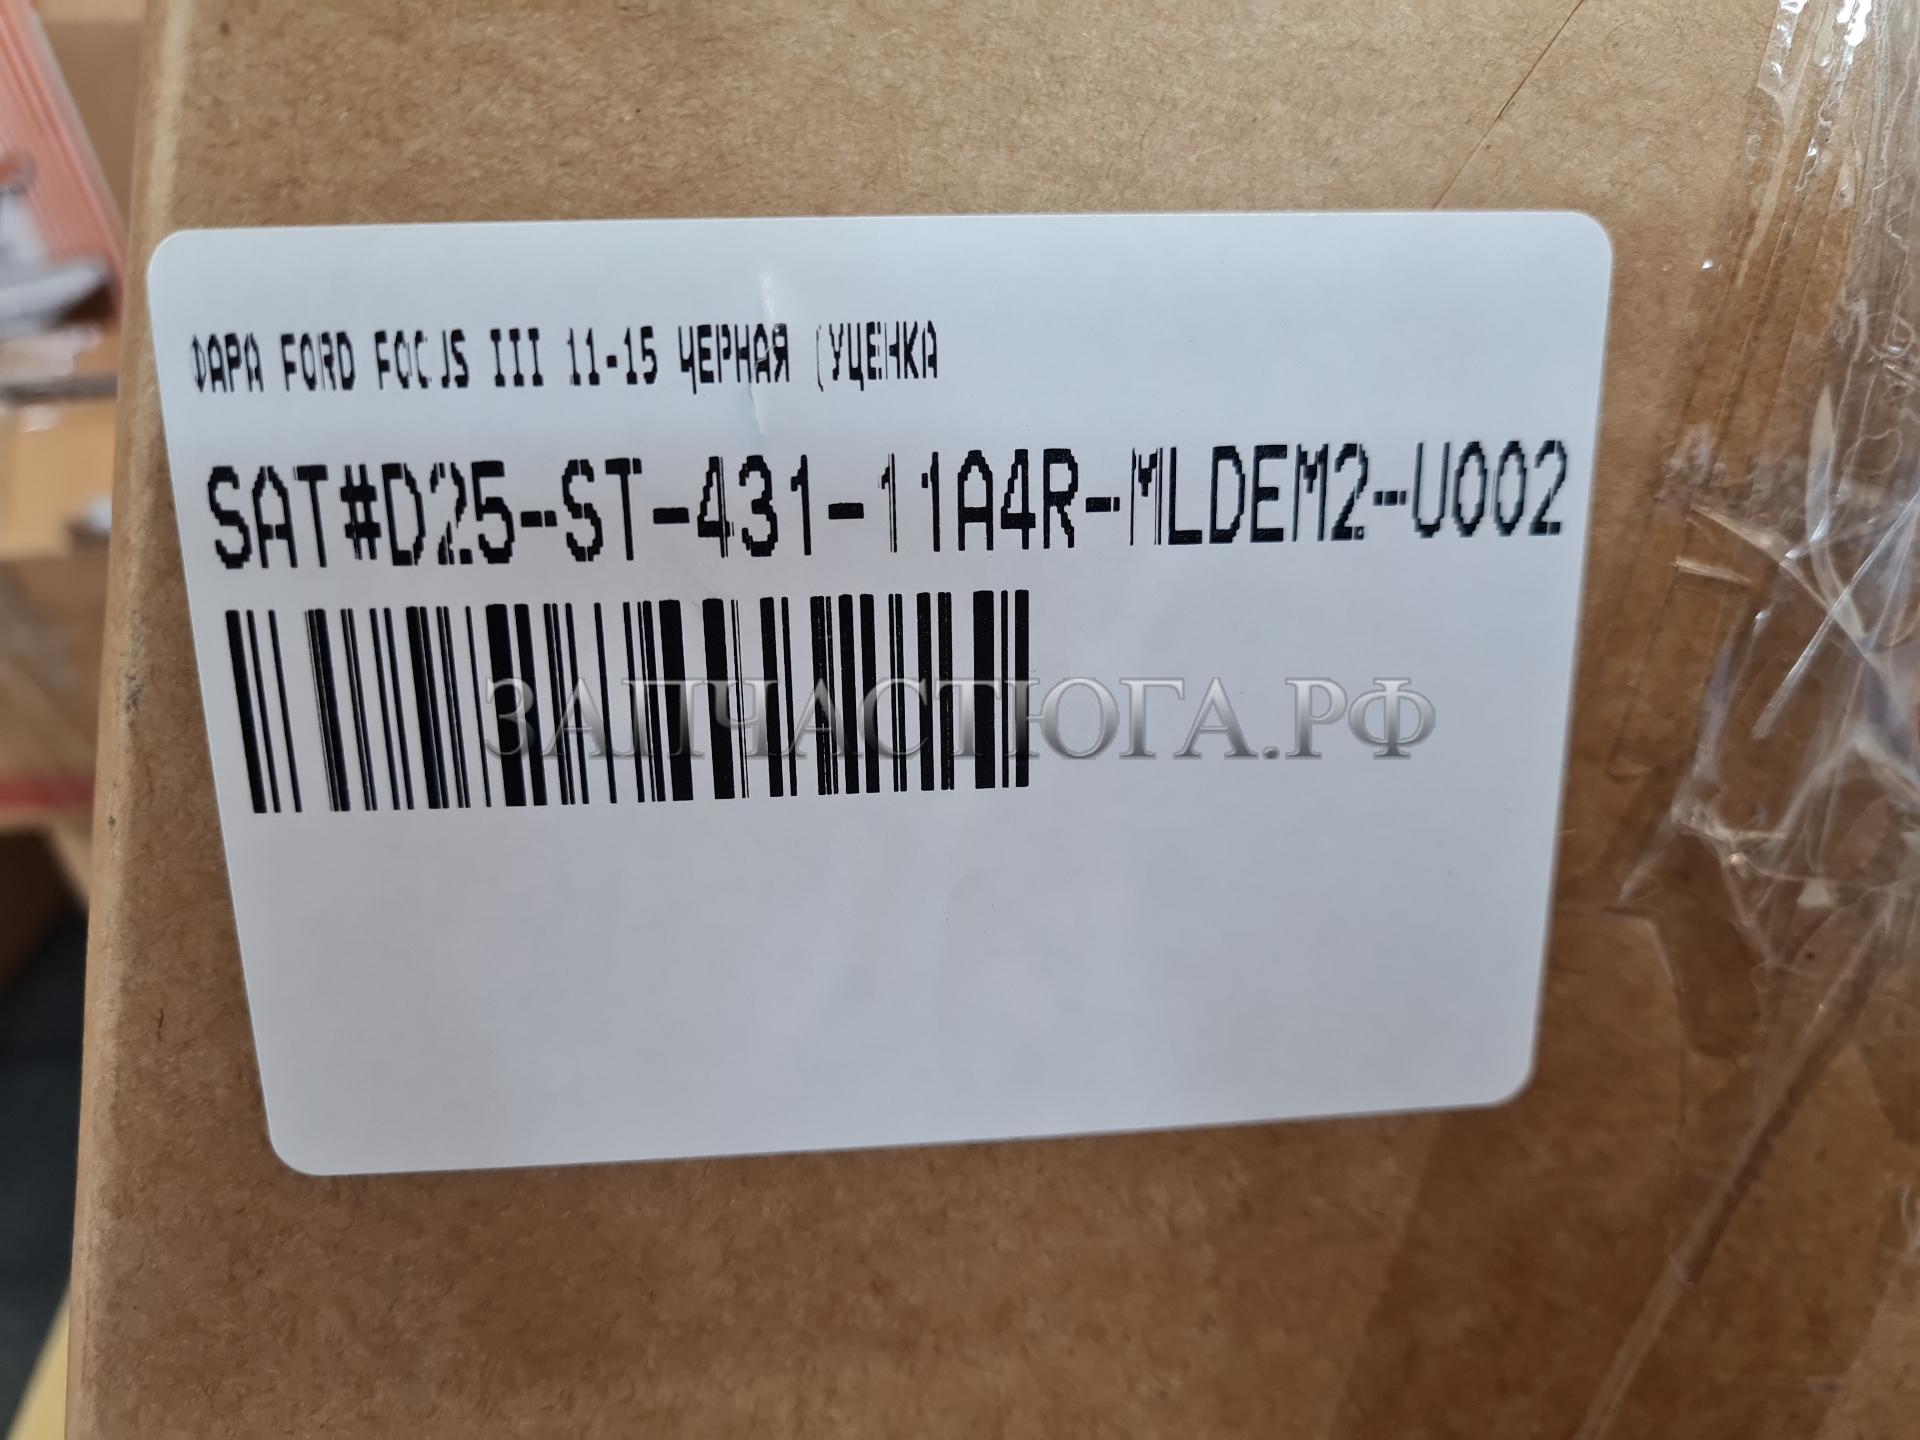 ФАРА FORD FOCUS III 11-15 ЧЕРНАЯ (УЦЕНКА
SAT#D25-ST-431-11A4R-MLDEM2-U002
ЗАПЧАСТЮГА.РФ